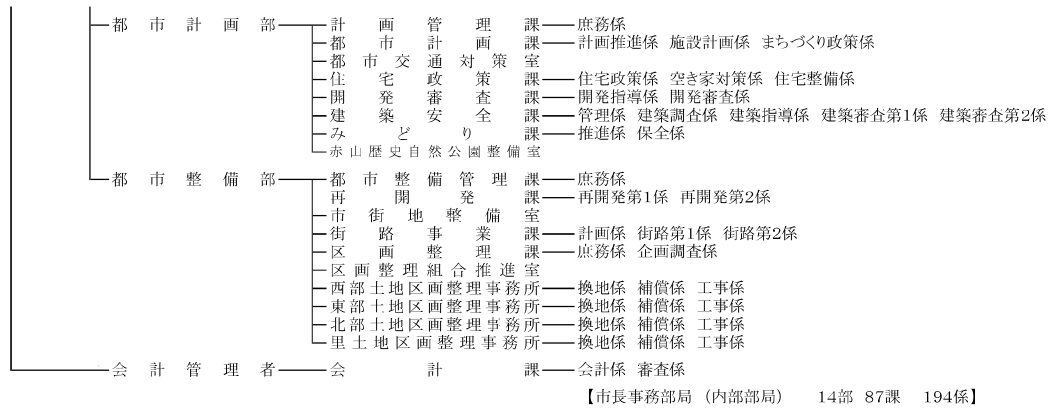 都市計画部 計画管理課 庶務係
都市計画課 計画推進係 施設計画係 まちづくり政策係
都市交通対策室
住宅政策課 住宅政策係 空き家対策係 住宅整備係
開発審査課 開発指導係 開発審査係
建築安全課 管理係 建築調査係 建築指導係 建築審査第1係 建築審査第2係
みどり課 推進係 保全係
赤山歴史自然公園整備室
都市整備部 都市整備管理課 庶務係
再開発課 再開発第1係 再開発第2係
市街地整備室
街路事業課 計画係 街路第1係 街路第2係
区画整理課 庶務係 企画調査係
区画整理組合推進室
西部土地区画整理事務所 換地係 補償係 工事係
東部土地区画整理事務所 換地係 補償係 工事係
北部土地区画整理事務所 換地係 補償係 工事係
里土地区画整理事務所 換地係 補償係 工事係
会計管理者 会計課 会計係 審査係
【市長事務部局（内部部局） 14部 87課 194係】